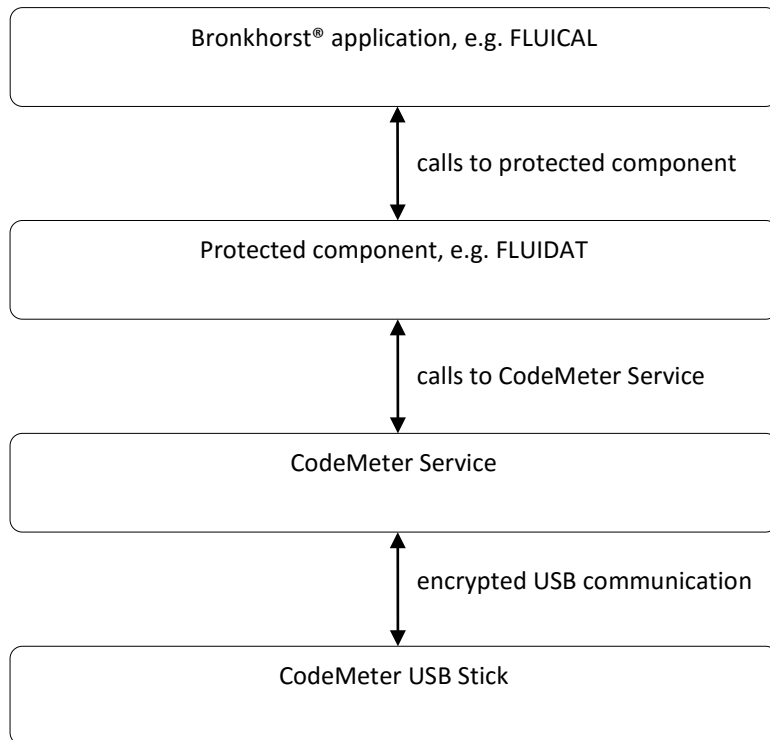 Bronkhorst® application, e.g. FLUICAL
calls to protected component
Protected component, e.g. FLUIDAT
calls to CodeMeter Service
CodeMeter Service
encrypted USB communication
CodeMeter USB Stick